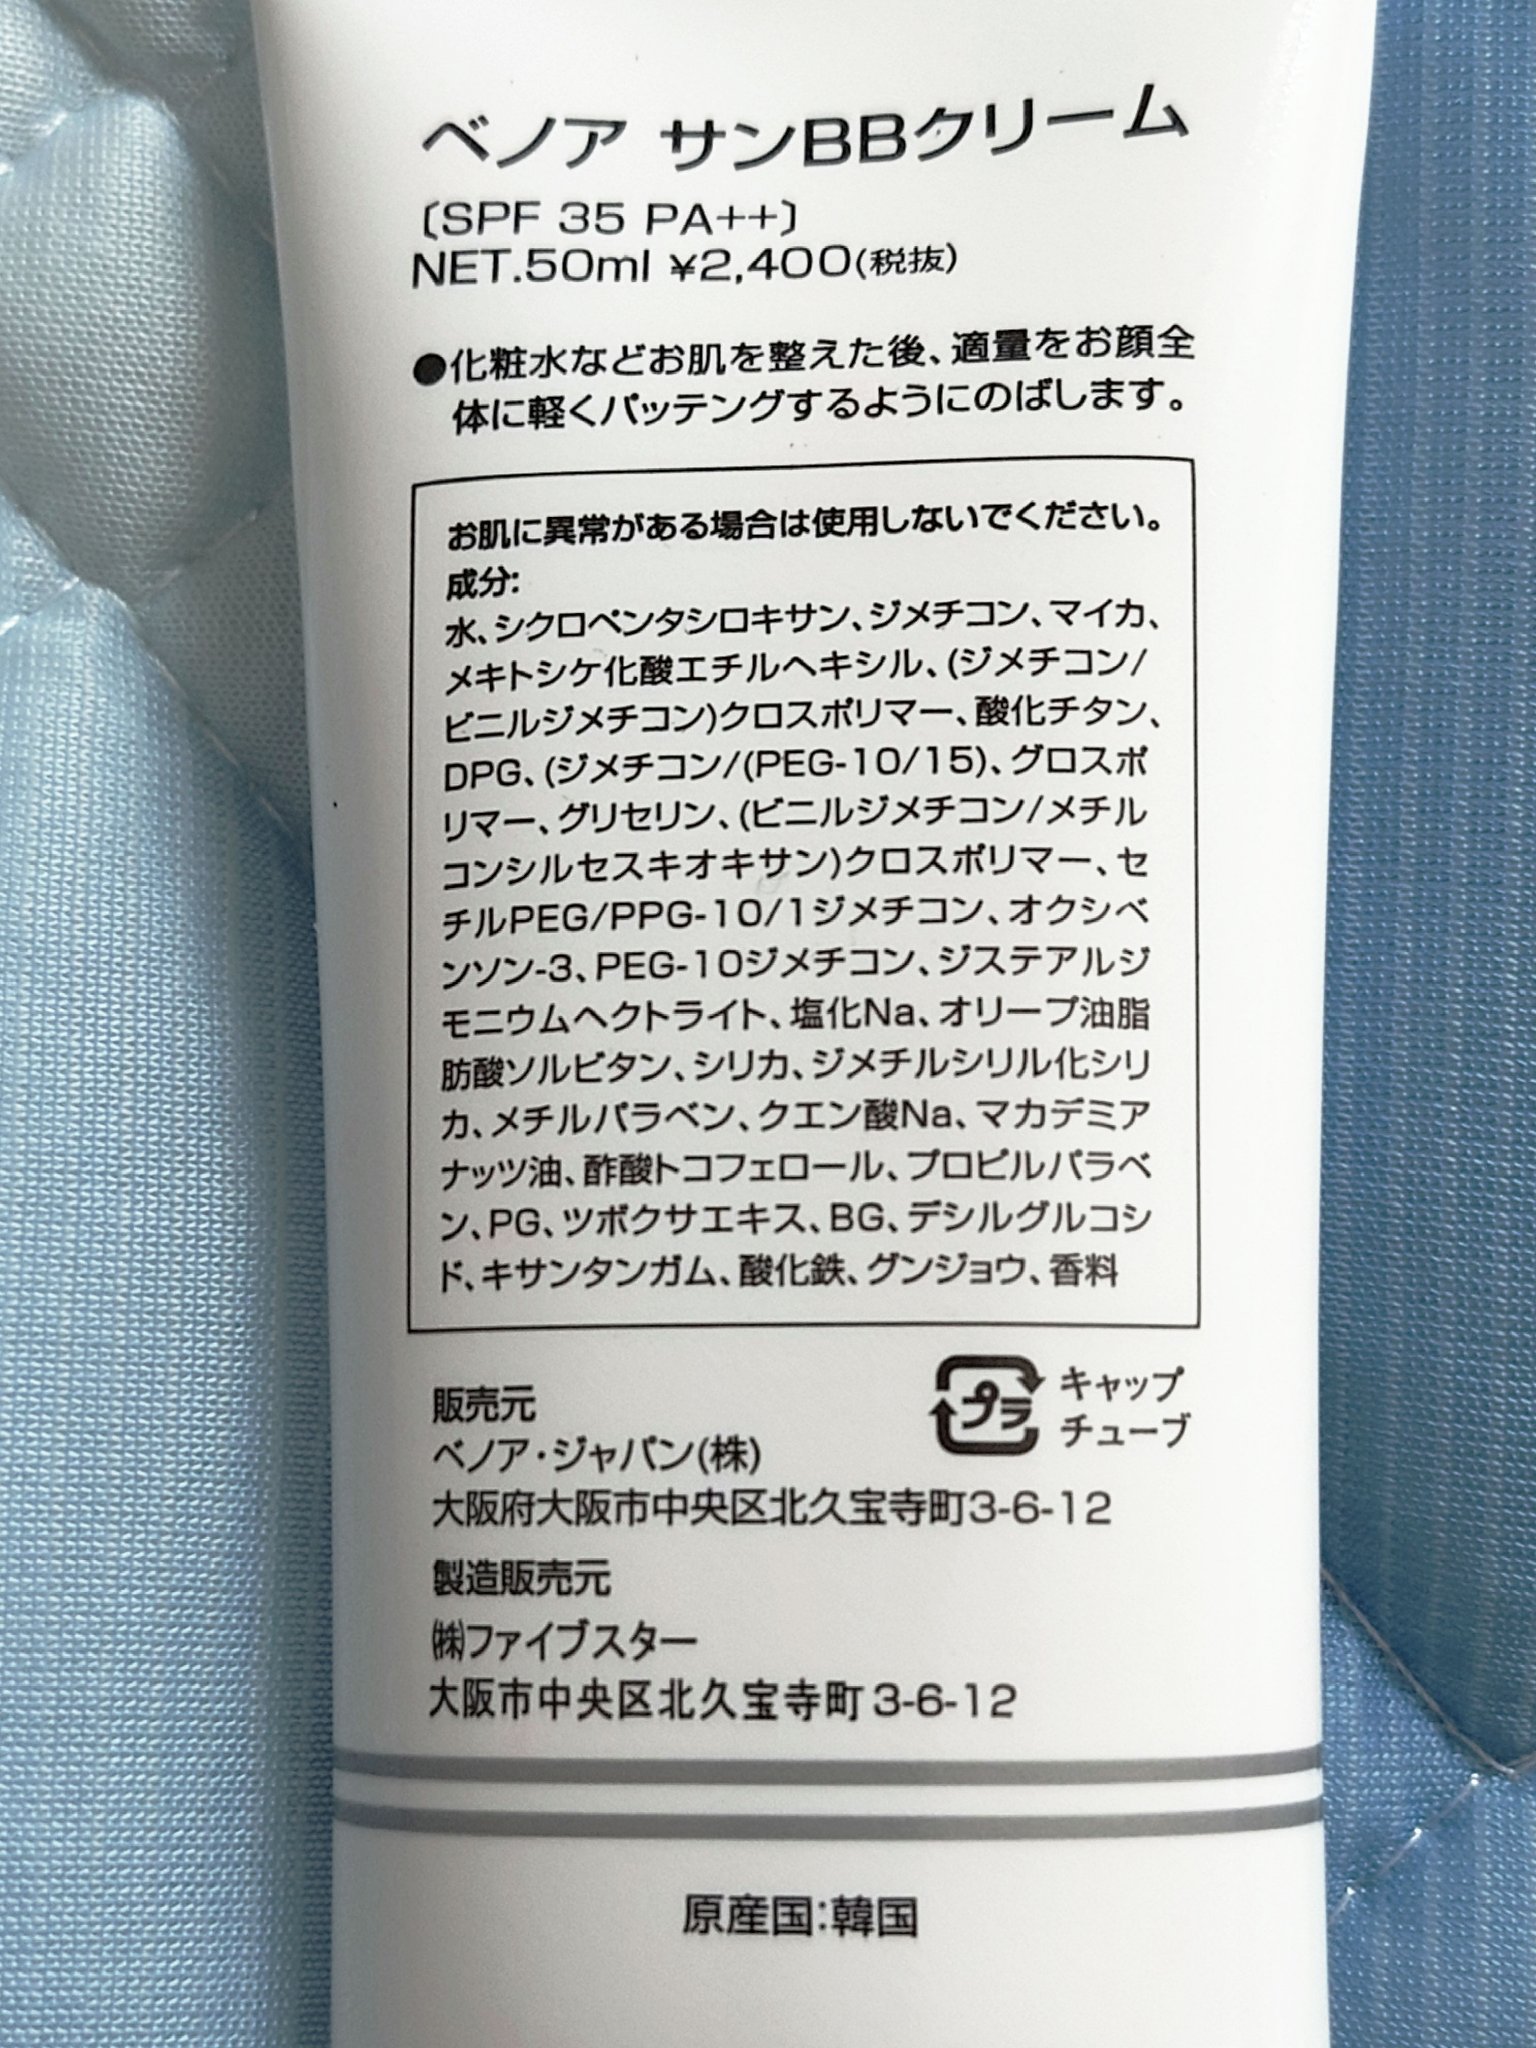 ベノア サンBBクリーム
〔SPF 35 PA++〕
NET.50ml ¥2,400(税抜)
●化粧水などお肌を整えた後、適量をお顔全
体に軽くパッテングするようにのばします。
お肌に異常がある場合は使用しないでください。
成分:
水、シクロペンタシロキサン、ジメチコン、マイカ、
メキトシケ化酸エチルヘキシル、(ジメチコン/
ビニルジメチコン)クロスポリマー、酸化チタン、
DPG、(ジメチコン/(PEG-10/15)、グロスポ
リマー、グリセリン、(ビニルジメチコン/メチル
コンシルセスキオキサン)クロスポリマー、セ
チルPEG/PPG-10/1ジメチコン、オクシベ
ンソン-3、PEG-10ジメチコン、ジステアルジ
モニウムヘクトライト、塩化Na、オリーブ油脂
肪酸ソルビタン、シリカ、ジメチルシリル化シリ
カ、メチルパラベン、クエン酸Na、マカデミア
ナッツ油、酢酸トコフェロール、プロピルパラベ
ン、PG、ツボクサエキス、BG、デシルグルコシ
ド、キサンタンガム、酸化鉄、グンジョウ、香料
販売元
ベノア・ジャパン(株)
大阪府大阪市中央区北久宝寺町3-6-12
プラ
キャップ
チューブ
製造販売元
㈱ファイブスター
大阪市中央区北久宝寺町3-6-12
原産国:韓国